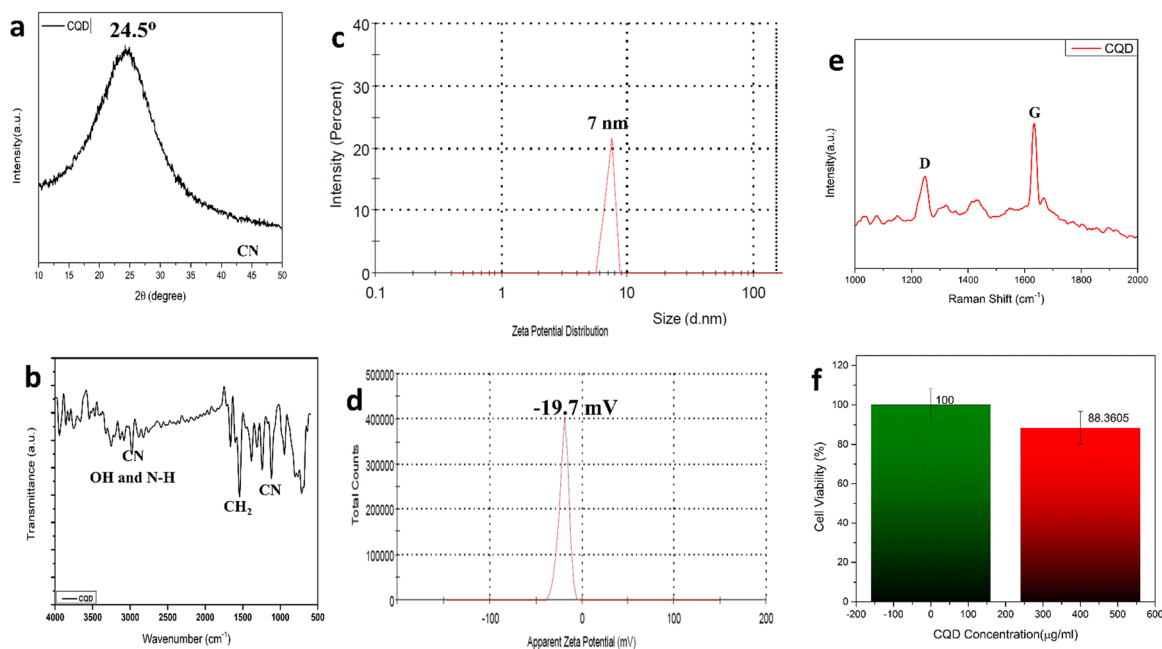 a
CQD
24.5°
Intensity(a.u.)
CN
10 15 20 25 30 35 40 45 50
2θ (degree)
b
Transmittance (a.u.)
CN
OH and N-H
CH2
CN
CQD
4000 3500 3000 2500 2000 1500 1000 500
Wavenumber (cm-1)
c
Intensity (Percent)
40
30
20
10
0
7 nm
0.1 1 10 100
Size (d.nm)
Zeta Potential Distribution
d
Total Counts
500000
400000
300000
200000
100000
0
-19.7 mV
-100 0 100 200
Apparent Zeta Potential (mV)
e
CQD
Intensity(a.u.)
D
G
1000 1200 1400 1600 1800 2000
Raman Shift (cm-1)
f
Cell Viability (%)
120
100
80
60
40
20
0
100
88.3605
-200 -100 0 100 200 300 400 500 600
CQD Concentration(μg/ml)